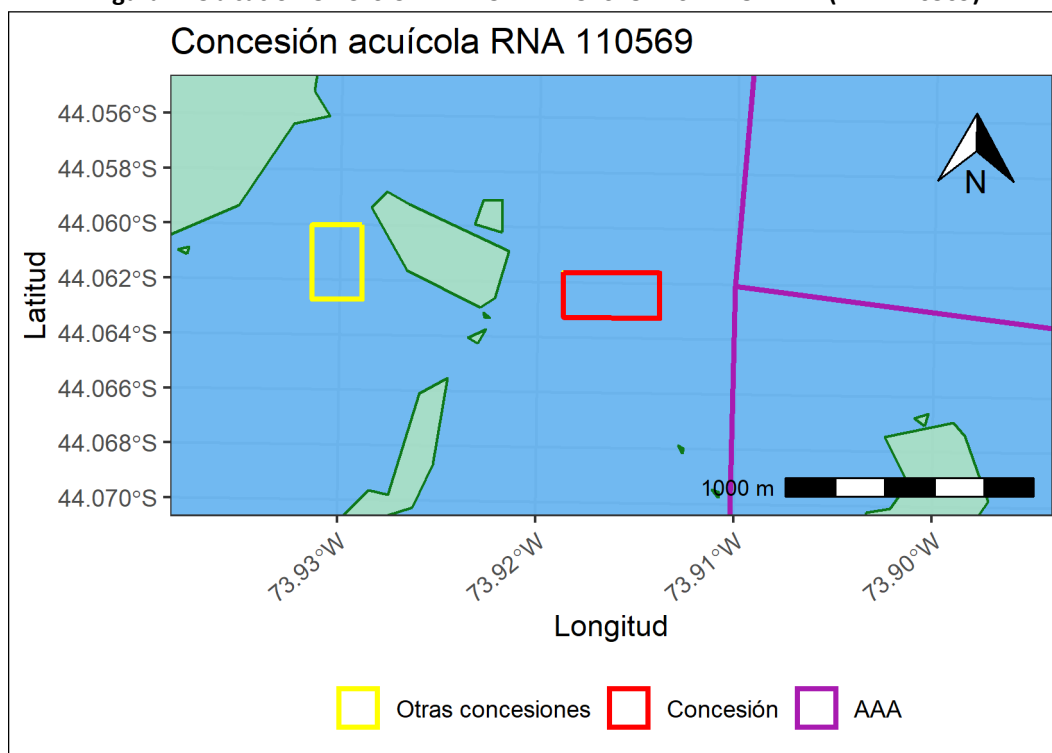 Concesión acuícola RNA 110569
44.056°S
44.058°S
44.060°S
44.062°S
44.064°S
44.066°S
44.068°S
44.070°S
Latitud
N
1000 m
73.93°W
73.92°W
73.91°W
73.90°W
Longitud
Otras concesiones
Concesión
AAA